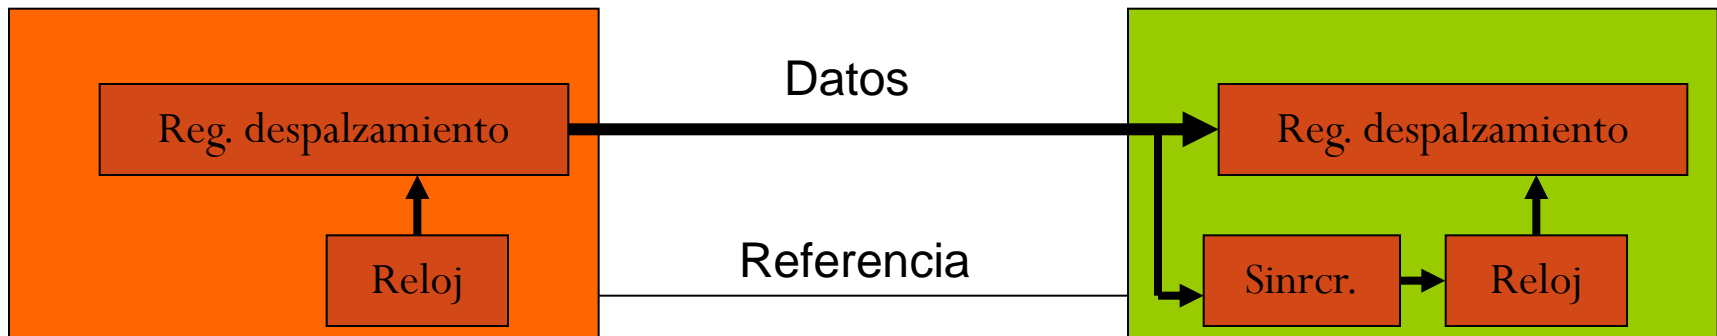 Datos
Reg. despalzamiento
Reg. despalzamiento
Referencia
Reloj
Sinrcr.
Reloj